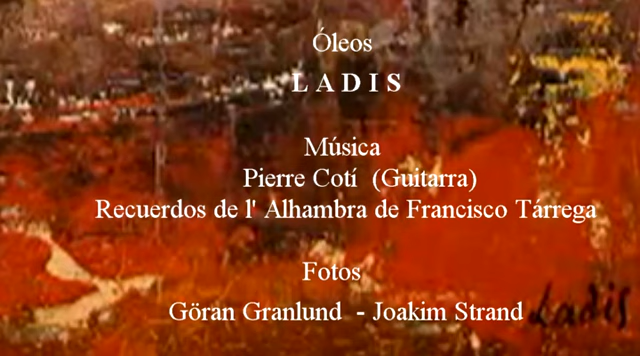 Óleos
L A D I S
Música
Pierre Cotí (Guitarra)
Recuerdos de l' Alhambra de Francisco Tárrega
Fotos
Göran Granlund - Joakim Strand
Ladis